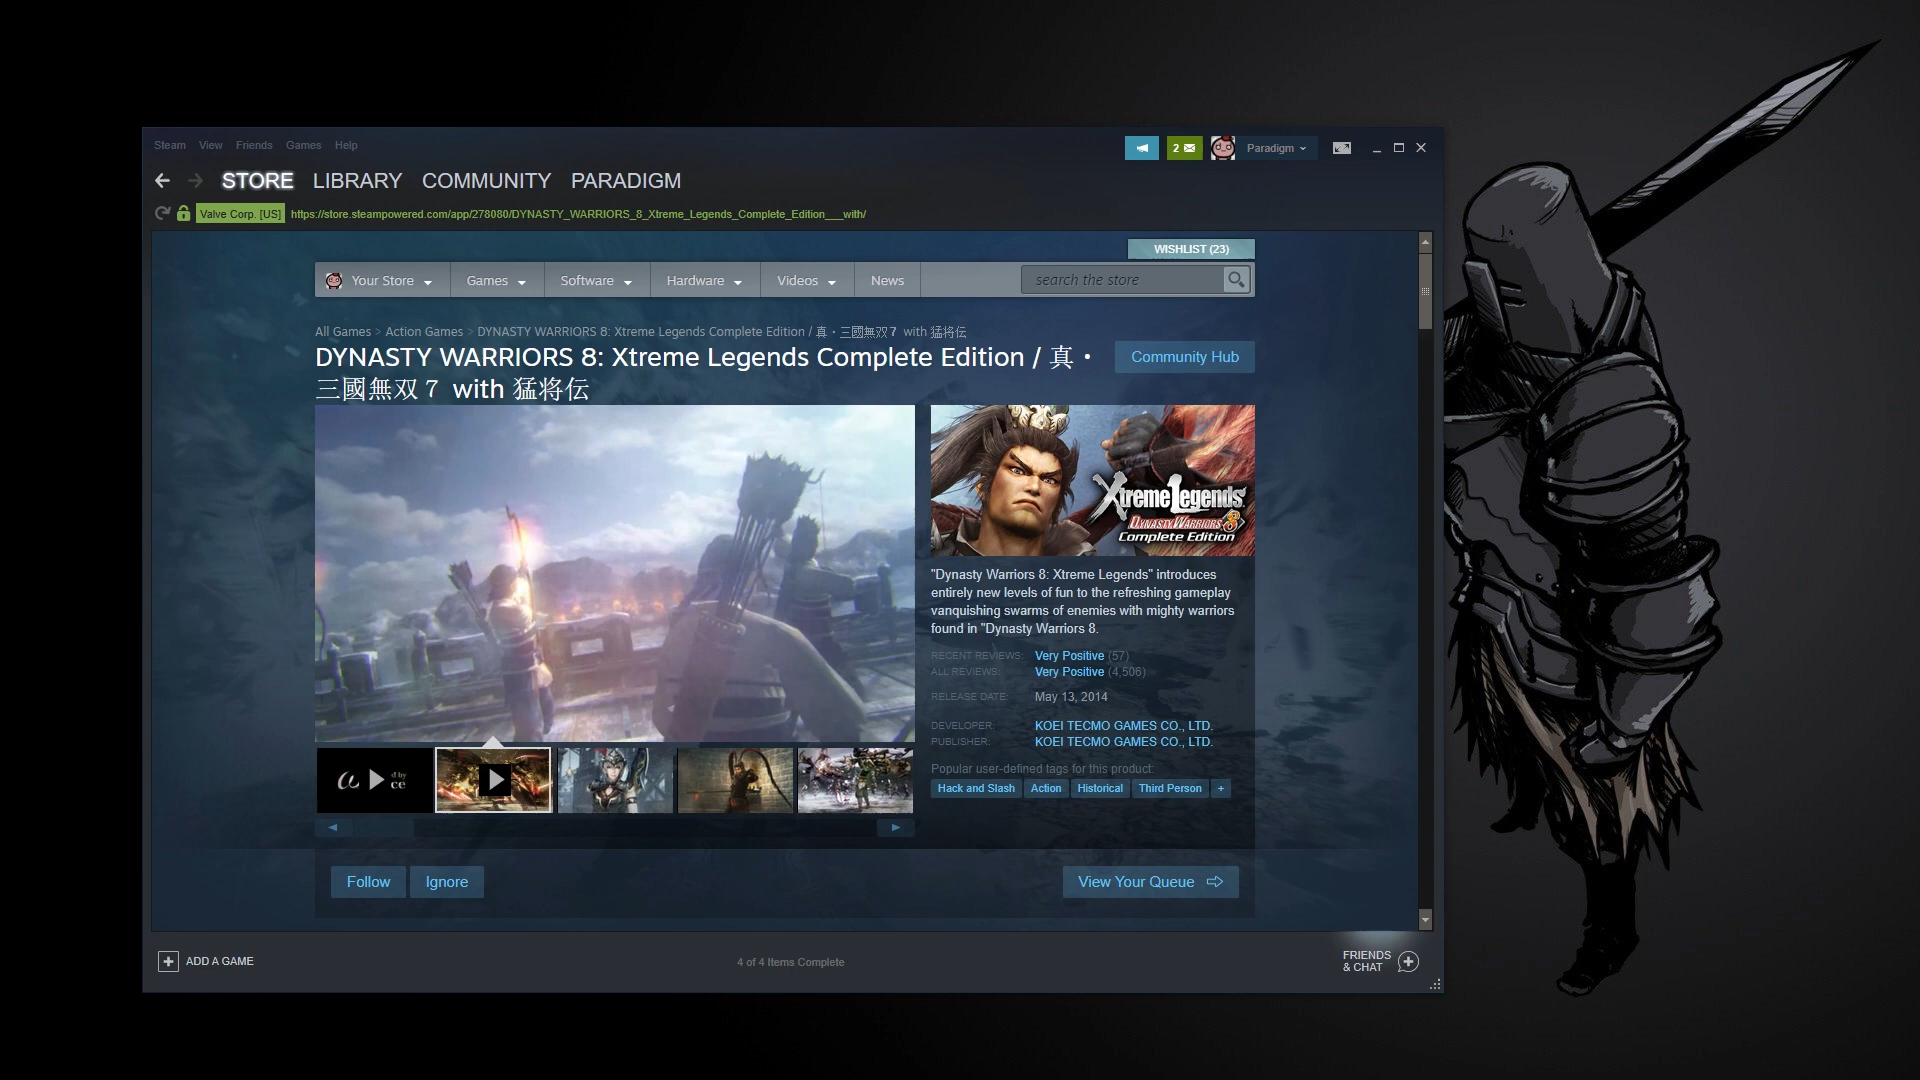 Steam View Friends Games Help
2 Paradigm
STORE LIBRARY COMMUNITY PARADIGM
Valve Corp. [US] https://store.steampowered.com/app/278080/DYNASTY_WARRIORS_8_Xtreme_Legends_Complete_Edition___with/
WISHLIST (23)
Your Store Games Software Hardware Videos News search the store
All Games > Action Games > DYNASTY WARRIORS 8: Xtreme Legends Complete Edition / 真・三國無双７ with 猛将伝
DYNASTY WARRIORS 8: Xtreme Legends Complete Edition / 真・
三國無双７ with 猛将伝
Community Hub
Xtreme Legends
DYNASTY WARRIORS 8
Complete Edition
"Dynasty Warriors 8: Xtreme Legends" introduces
entirely new levels of fun to the refreshing gameplay
vanquishing swarms of enemies with mighty warriors
found in "Dynasty Warriors 8.
RECENT REVIEWS: Very Positive (57)
ALL REVIEWS: Very Positive (4,506)
RELEASE DATE: May 13, 2014
DEVELOPER: KOEI TECMO GAMES CO., LTD.
PUBLISHER: KOEI TECMO GAMES CO., LTD.
Popular user-defined tags for this product:
Hack and Slash Action Historical Third Person +
d by
ce
Follow Ignore View Your Queue
ADD A GAME
4 of 4 Items Complete
FRIENDS
& CHAT